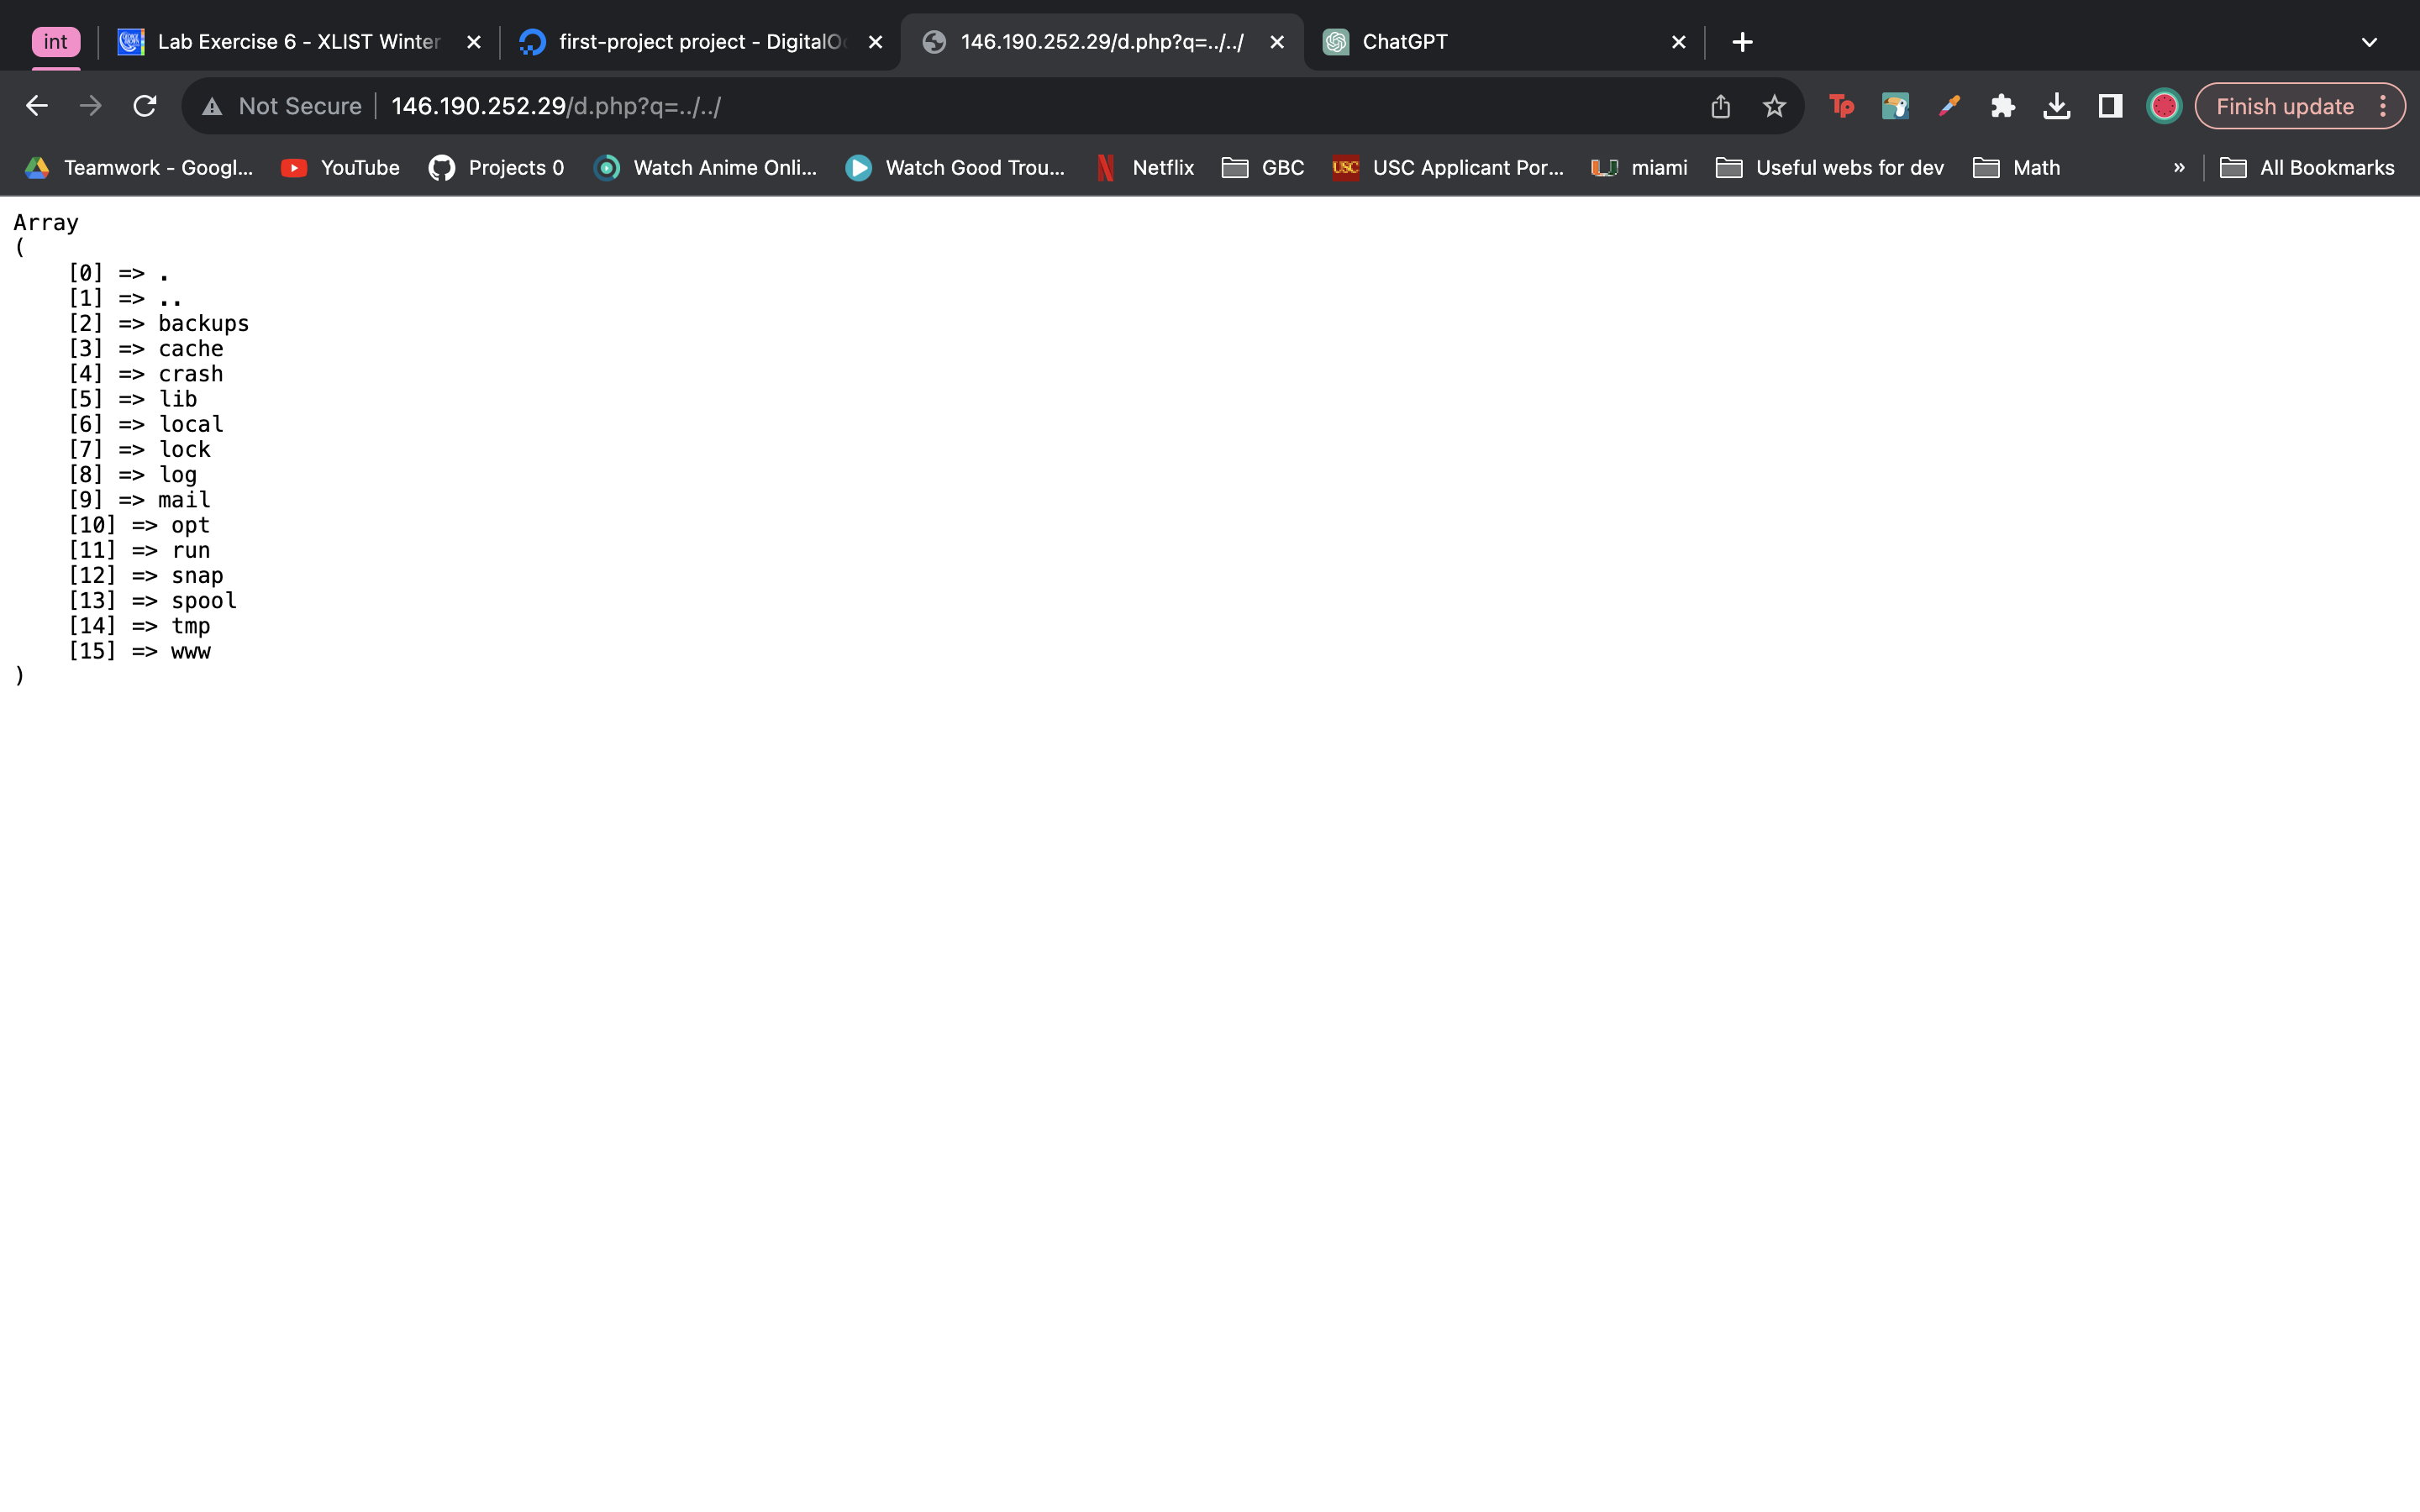 int
Lab Exercise 6 - XLIST Winter
first-project project - DigitalO
146.190.252.29/d.php?q=../../
ChatGPT
Not Secure
146.190.252.29/d.php?q=../../
Tp
Finish update
Teamwork - Googl...
YouTube
Projects 0
Watch Anime Onli...
Watch Good Trou...
Netflix
GBC
USC
USC Applicant Por...
miami
Useful webs for dev
Math
»
All Bookmarks
Array
(
[0] => .
[1] => ..
[2] => backups
[3] => cache
[4] => crash
[5] => lib
[6] => local
[7] => lock
[8] => log
[9] => mail
[10] => opt
[11] => run
[12] => snap
[13] => spool
[14] => tmp
[15] => www
)